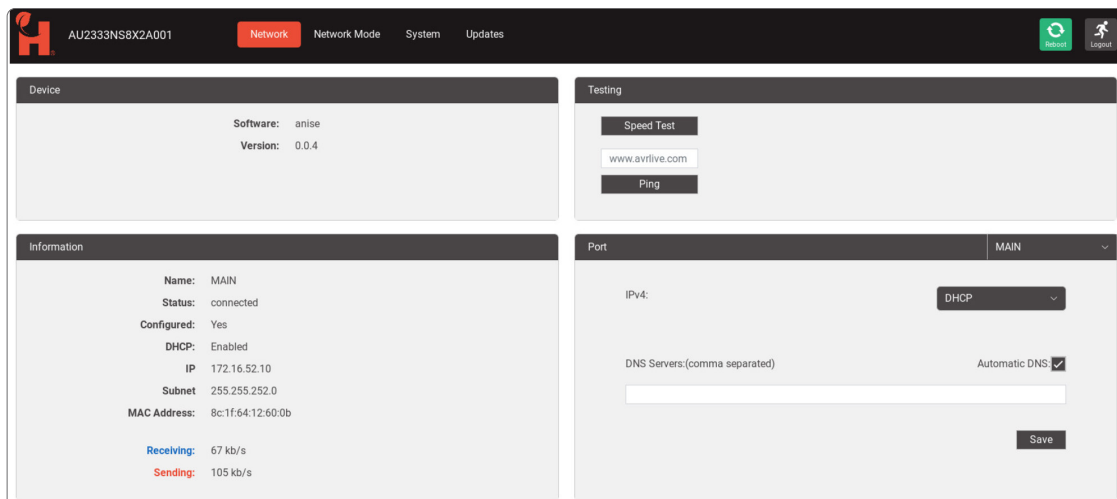 AU2333NS8X2A001 Network Network Mode System Updates Reboot Logout
Device
Software: anise
Version: 0.0.4
Testing
Speed Test
www.avrlive.com
Ping
Information
Name: MAIN
Status: connected
Configured: Yes
DHCP: Enabled
IP 172.16.52.10
Subnet 255.255.252.0
MAC Address: 8c:1f:64:12:60:0b
Receiving: 67 kb/s
Sending: 105 kb/s
Port MAIN
IPv4: DHCP
DNS Servers:(comma separated) Automatic DNS:
Save